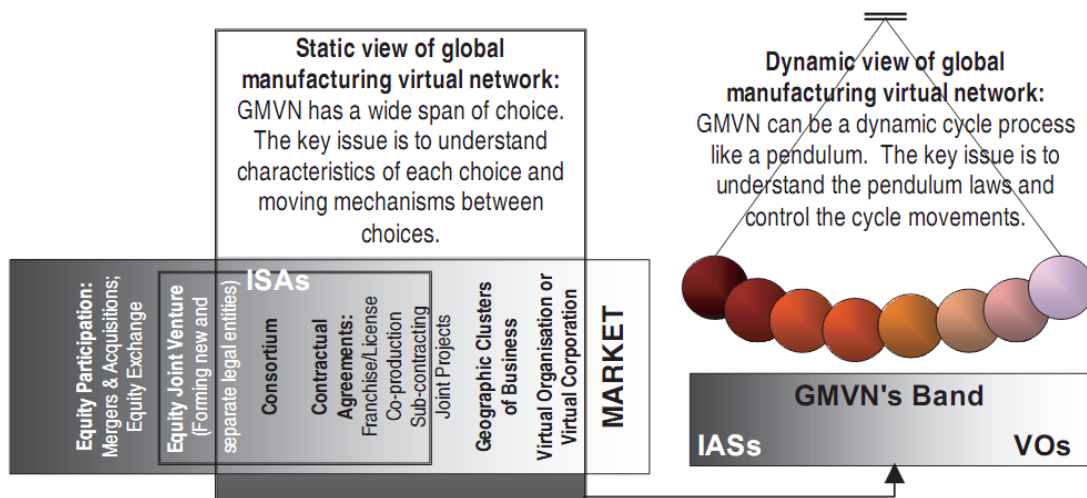 Static view of global
manufacturing virtual network:
GMVN has a wide span of choice.
The key issue is to understand
characteristics of each choice and
moving mechanisms between
choices.
ISAs
Equity Participation:
Mergers & Acquisitions;
Equity Exchange
Equity Joint Venture
(Forming new and
separate legal entities)
Consortium
Contractual
Agreements:
Franchise/License
Co-production
Sub-contracting
Joint Projects
Geographic Clusters
of Business
Virtual Organisation or
Virtual Corporation
MARKET
Dynamic view of global
manufacturing virtual network:
GMVN can be a dynamic cycle process
like a pendulum. The key issue is to
understand the pendulum laws and
control the cycle movements.
GMVN's Band
IASs
VOs